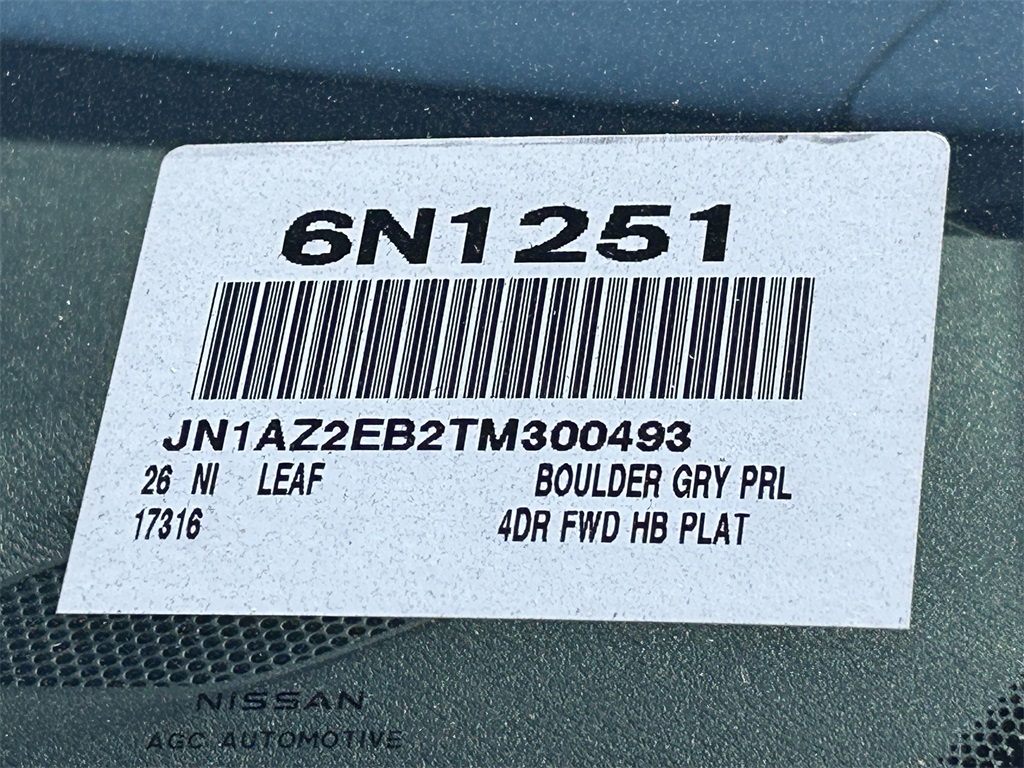 6N1251
JN1AZ2EB2TM300493
26 NI LEAF BOULDER GRY PRL
17316 4DR FWD HB PLAT
NISSAN
AGC AUTOMOTIVE